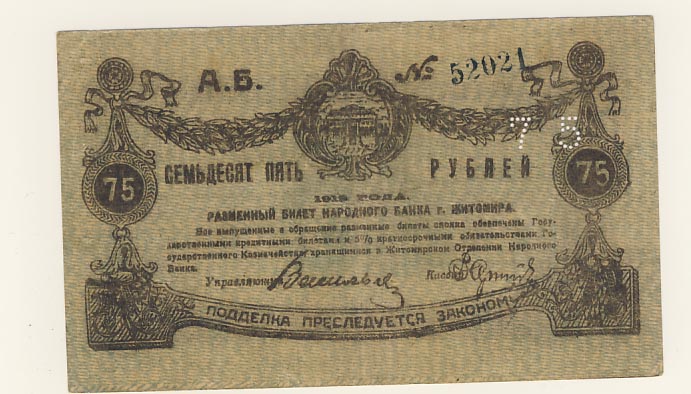 А.Б. № 52021
75
75 СЕМЬДЕСЯТ ПЯТЬ РУБЛЕЙ 75
1919 ГОДА.
РАЗМЕННЫЙ БИЛЕТ НАРОДНОГО БАНКА г. ЖИТОМИРА.
Все выпущенные в обращение разменные билеты сполна обеспечены Госу-
дарственными кредитными билетами и 5% краткосрочными обязательствами Го-
сударственного Казначейства, хранящимися в Житомирском Отделении Народного
Банка.
Управляющий Кассир
ПОДДЕЛКА ПРЕСЛЕДУЕТСЯ ЗАКОНОМ